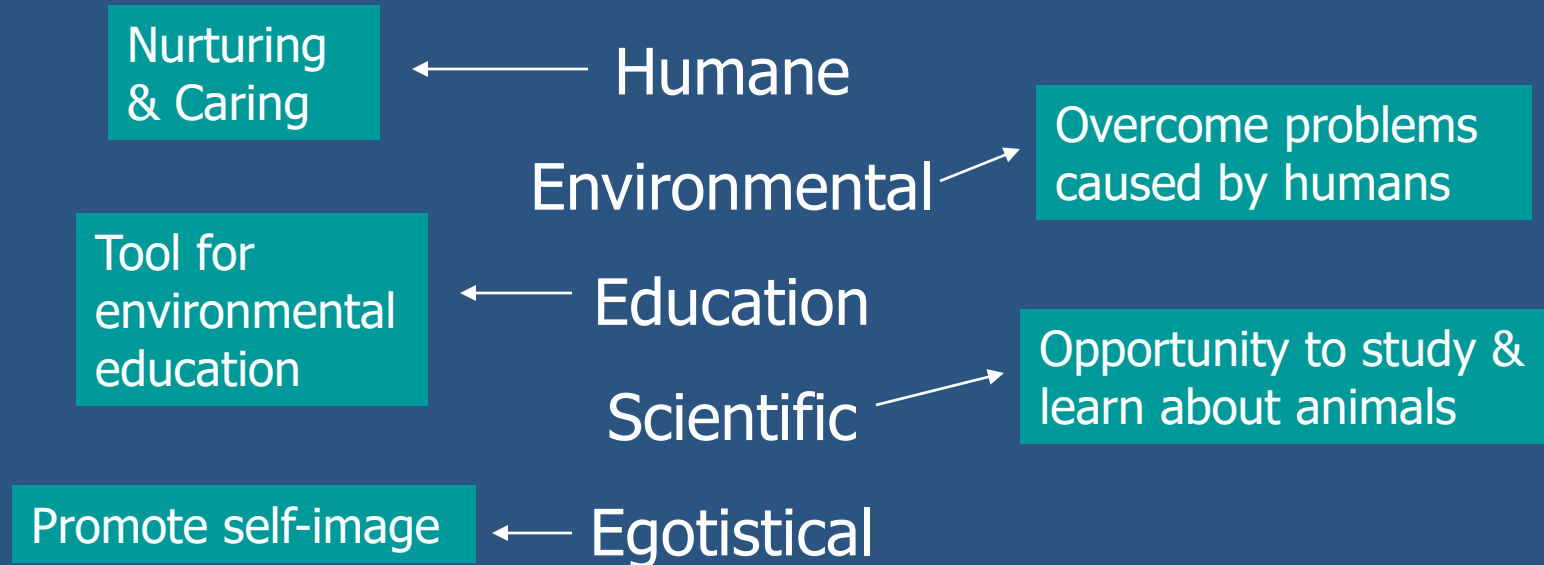 Nurturing
& Caring
Humane
Overcome problems
caused by humans
Environmental
Tool for
environmental
education
Education
Opportunity to study &
learn about animals
Scientific
Promote self-image
Egotistical